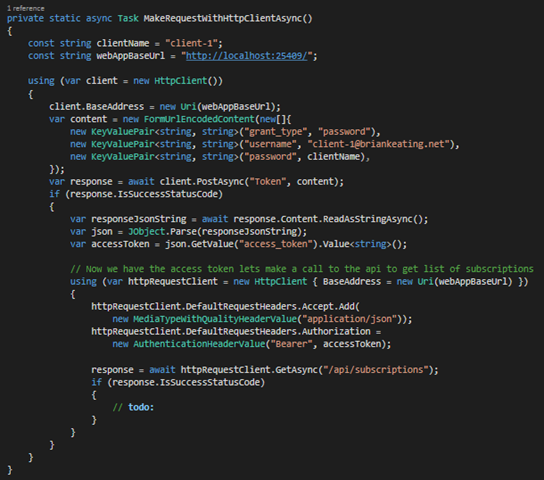 1 reference
private static async Task MakeRequestWithHttpClientAsync()
{
    const string clientName = "client-1";
    const string webAppBaseUrl = "http://localhost:25409/";

    using (var client = new HttpClient())
    {
        client.BaseAddress = new Uri(webAppBaseUrl);
        var content = new FormUrlEncodedContent(new[]{
            new KeyValuePair<string, string>("grant_type", "password"),
            new KeyValuePair<string, string>("username", "client-1@briankeating.net"),
            new KeyValuePair<string, string>("password", clientName),
        });
        var response = await client.PostAsync("Token", content);
        if (response.IsSuccessStatusCode)
        {
            var responseJsonString = await response.Content.ReadAsStringAsync();
            var json = JObject.Parse(responseJsonString);
            var accessToken = json.GetValue("access_token").Value<string>();

            // Now we have the access token lets make a call to the api to get list of subscriptions
            using (var httpRequestClient = new HttpClient { BaseAddress = new Uri(webAppBaseUrl) })
            {
                httpRequestClient.DefaultRequestHeaders.Accept.Add(
                    new MediaTypeWithQualityHeaderValue("application/json"));
                httpRequestClient.DefaultRequestHeaders.Authorization =
                    new AuthenticationHeaderValue("Bearer", accessToken);

                response = await httpRequestClient.GetAsync("/api/subscriptions");
                if (response.IsSuccessStatusCode)
                {
                    // todo:
                }
            }
        }
    }
}